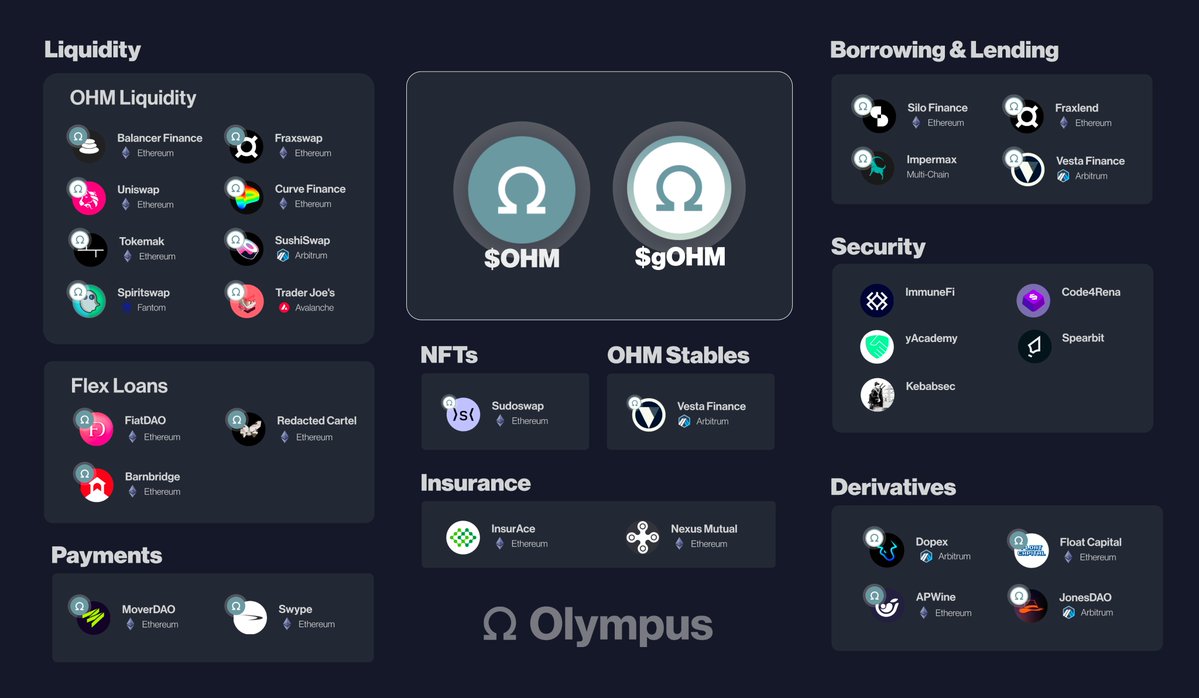 Liquidity
OHM Liquidity
Balancer Finance
Ethereum
Fraxswap
Ethereum
Uniswap
Ethereum
Curve Finance
Ethereum
Tokemak
Ethereum
SushiSwap
Arbitrum
Spiritswap
Fantom
Trader Joe's
Avalanche
Flex Loans
FiatDAO
Ethereum
Redacted Cartel
Ethereum
Barnbridge
Ethereum
Payments
MoverDAO
Ethereum
Swype
Ethereum
Ω
$OHM
Ω
$gOHM
NFTs
Sudoswap
Ethereum
OHM Stables
Vesta Finance
Arbitrum
Insurance
InsurAce
Ethereum
Nexus Mutual
Ethereum
Ω Olympus
Borrowing & Lending
Silo Finance
Ethereum
Fraxlend
Ethereum
Impermax
Multi-Chain
Vesta Finance
Arbitrum
Security
ImmuneFi
Code4Rena
yAcademy
Spearbit
Kebabsec
Derivatives
Dopex
Arbitrum
FLOAT CAPITAL
Float Capital
Ethereum
APWine
Ethereum
JonesDAO
Arbitrum